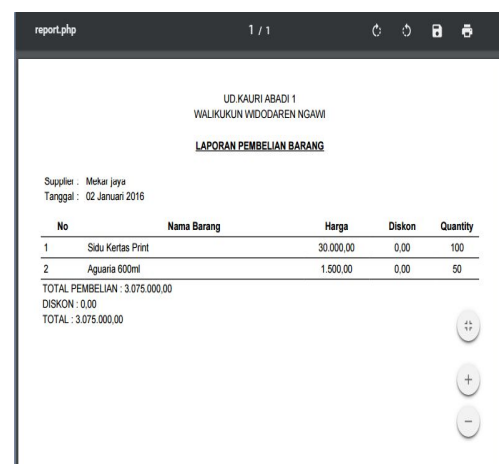 report.php 1 / 1
UD.KAURI ABADI 1
WALIKUKUN WIDODAREN NGAWI
LAPORAN PEMBELIAN BARANG
Supplier : Mekar jaya
Tanggal : 02 Januari 2016
No Nama Barang Harga Diskon Quantity
1 Sidu Kertas Print 30.000,00 0,00 100
2 Aguaria 600ml 1.500,00 0,00 50
TOTAL PEMBELIAN : 3.075.000,00
DISKON : 0,00
TOTAL : 3.075.000,00